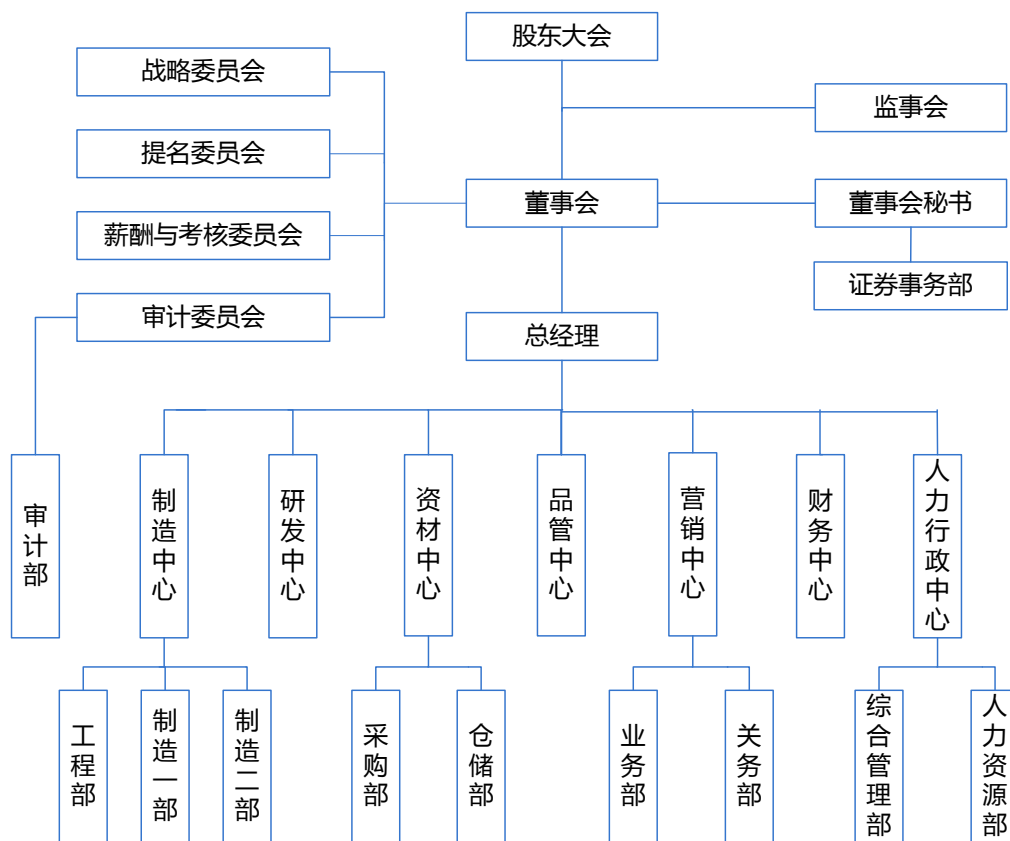 股东大会
战略委员会
监事会
提名委员会
董事会
董事会秘书
薪酬与考核委员会
证券事务部
审计委员会
总经理
审计部
制造中心
研发中心
资材中心
品管中心
营销中心
财务中心
人力行政中心
工程部
制造一部
制造二部
采购部
仓储部
业务部
关务部
综合管理部
人力资源部